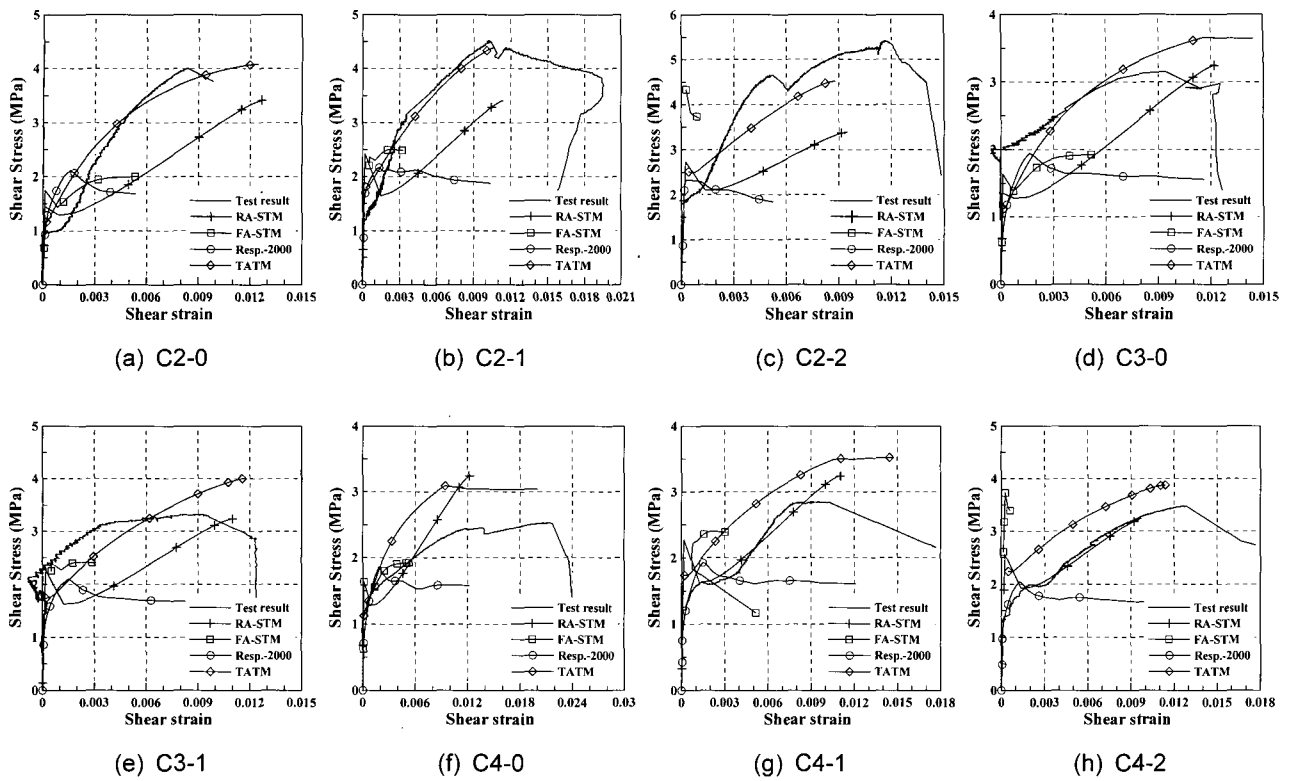 Shear Stress (MPa)
5
4
3
2
1
0
0 0.003 0.006 0.009 0.012 0.015
Shear strain
Test result
RA-STM
FA-STM
Resp.-2000
TATM
(a) C2-0
Shear Stress (MPa)
5
4
3
2
1
0
0 0.003 0.006 0.009 0.012 0.015 0.018 0.021
Shear strain
Test result
RA-STM
FA-STM
Resp.-2000
TATM
(b) C2-1
Shear Stress (MPa)
6
5
4
3
2
1
0
0 0.003 0.006 0.009 0.012 0.015
Shear strain
Test result
RA-STM
FA-STM
Resp.-2000
TATM
(c) C2-2
Shear Stress (MPa)
4
3
2
1
0
0 0.003 0.006 0.009 0.012 0.015
Shear strain
Test result
RA-STM
FA-STM
Resp.-2000
TATM
(d) C3-0
Shear Stress (MPa)
5
4
3
2
1
0
0 0.003 0.006 0.009 0.012 0.015
Shear strain
Test result
RA-STM
FA-STM
Resp.-2000
TATM
(e) C3-1
Shear Stress (MPa)
4
3
2
1
0
0 0.006 0.012 0.018 0.024 0.03
Shear strain
Test result
RA-STM
FA-STM
Resp.-2000
TATM
(f) C4-0
Shear Stress (MPa)
4
3
2
1
0
0 0.003 0.006 0.009 0.012 0.015 0.018
Shear strain
Test result
RA-STM
FA-STM
Resp.-2000
TATM
(g) C4-1
Shear Stress (MPa)
5
4
3
2
1
0
0 0.003 0.006 0.009 0.012 0.015 0.018
Shear strain
Test result
RA-STM
FA-STM
Resp.-2000
TATM
(h) C4-2